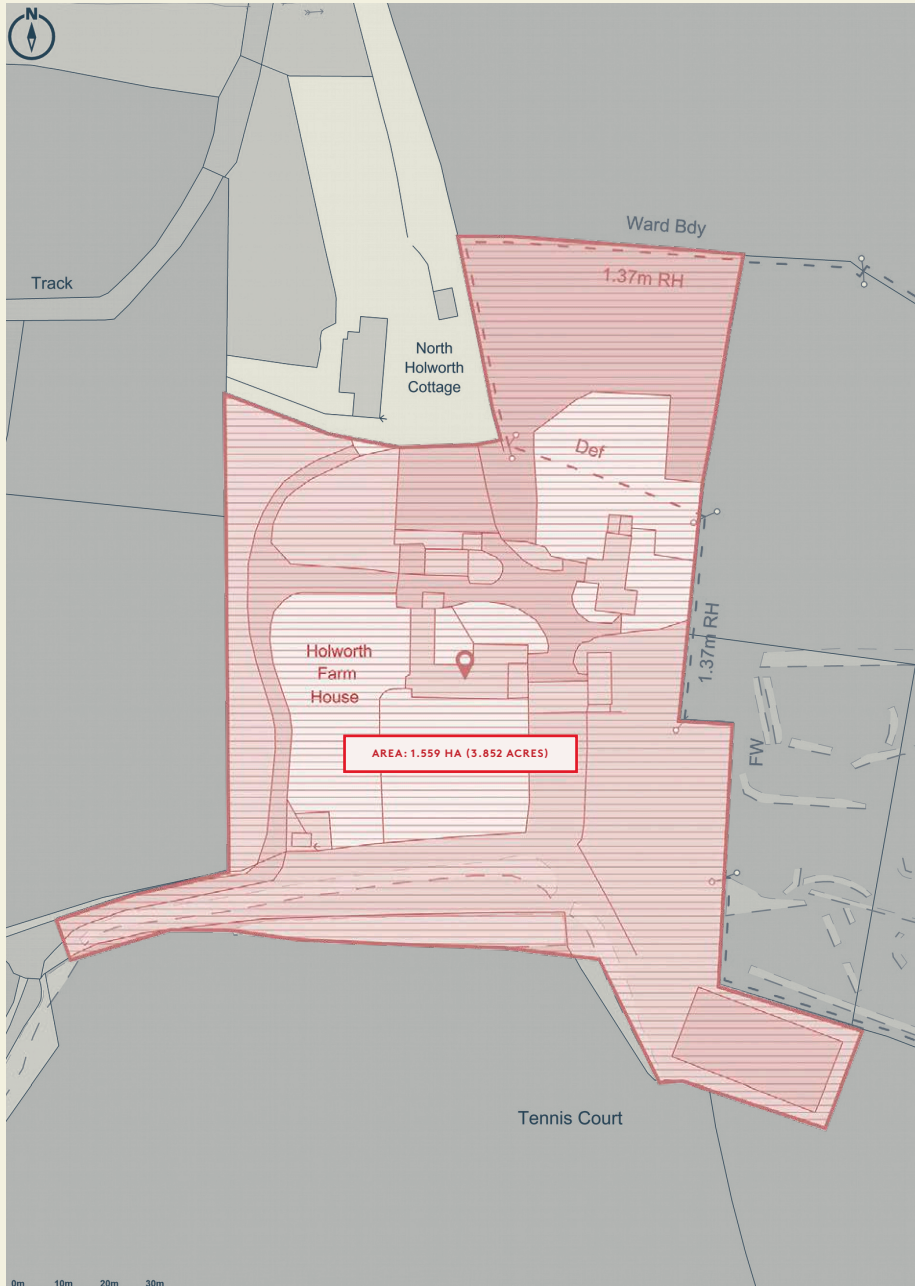 N
Ward Bdy
1.37m RH
Track
North
Holworth
Cottage
Def
1.37m RH
Holworth
Farm
House
FW
AREA: 1.559 HA (3.852 ACRES)
Tennis Court
0m 10m 20m 30m